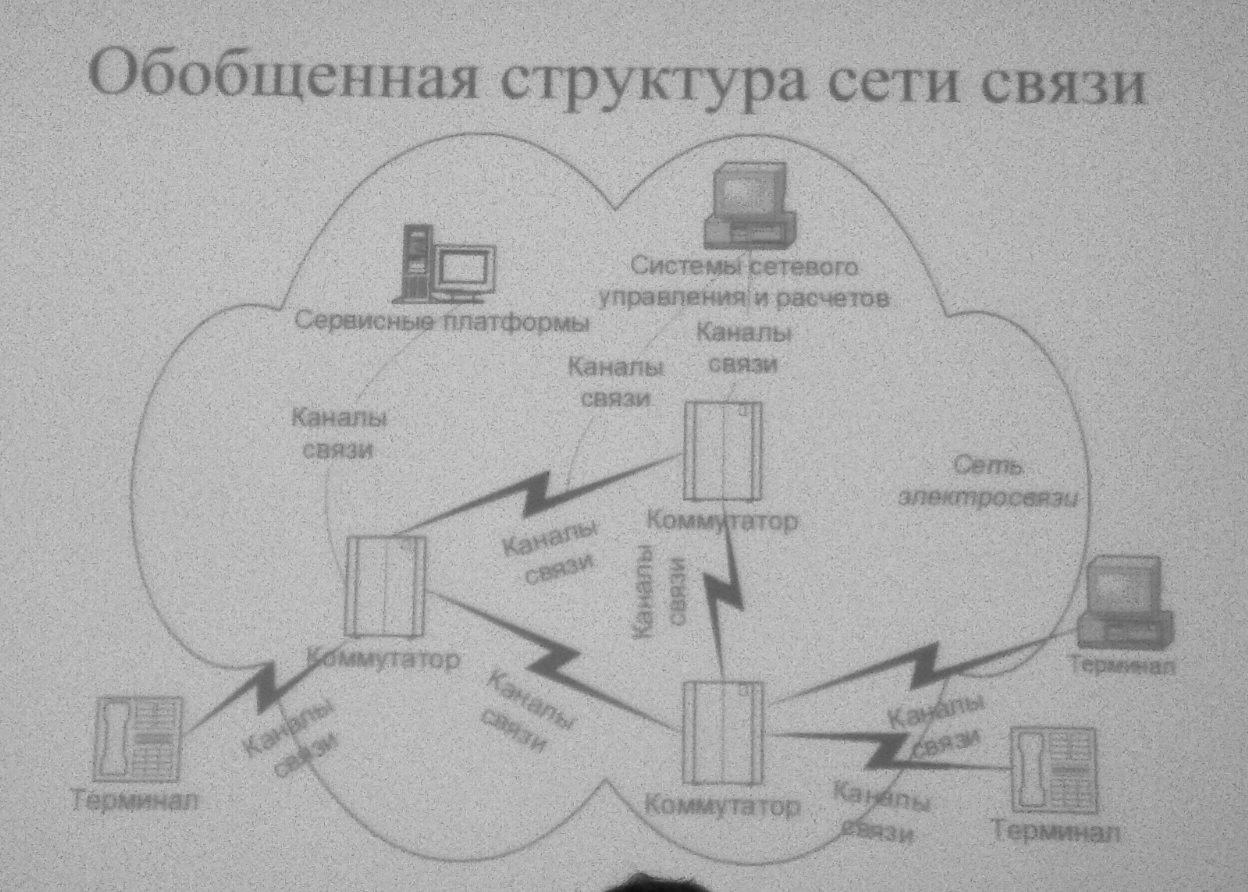 Обобщенная структура сети связи
Системы сетевого
управления и расчетов
Сервисные платформы
Каналы
связи
Каналы
связи
Каналы
связи
Сеть
электросвязи
Коммутатор
Каналы
связи
Каналы
связи
Коммутатор
Терминал
Каналы
связи
Каналы
связи
Каналы
связи
Терминал
Коммутатор
Каналы
связи
Терминал